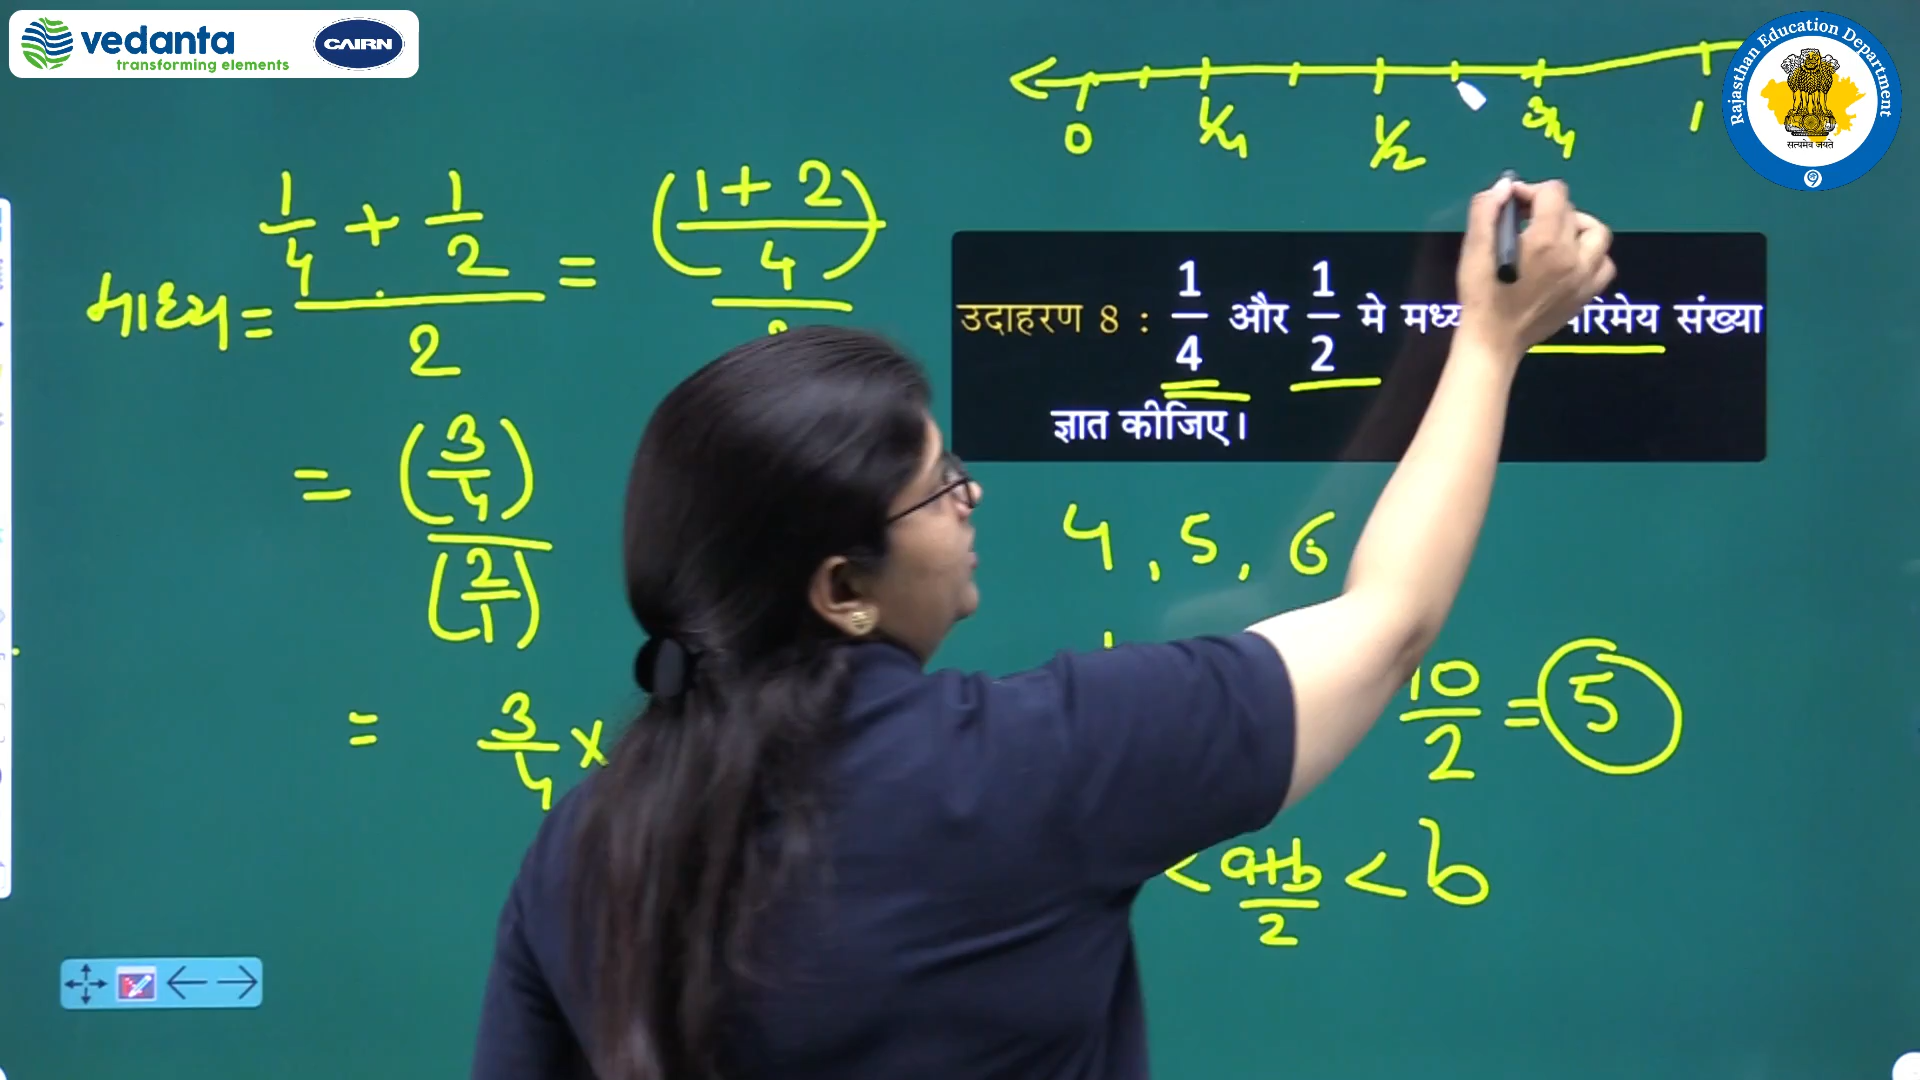 vedanta
transforming elements
CAIRN
Rajasthan Education Department
सत्यमेव जयते
0 1/4 1/2 3/4 1
माध्य = (1/4 + 1/2)/2 = ((1+2)/4)/
= (3/4)/(2/1)
= 3/4 ×
उदाहरण 8 : 1/4 और 1/2 मे मध्य रिमेय संख्या
ज्ञात कीजिए।
4, 5, 6
10/2 = 5
< a+b/2 < b